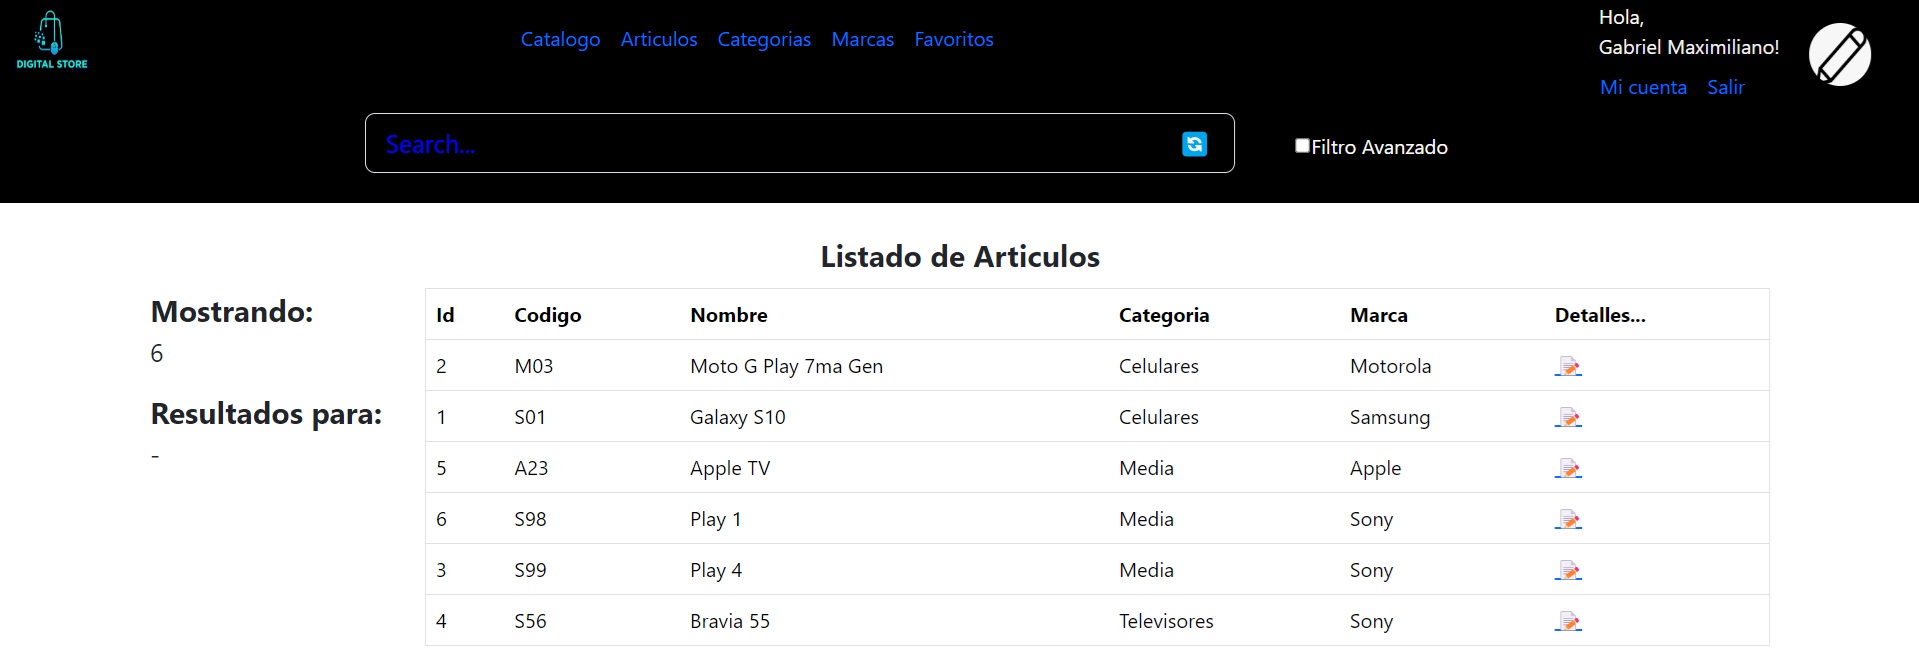 DIGITAL STORE
Catalogo Articulos Categorias Marcas Favoritos
Hola,
Gabriel Maximiliano!
Mi cuenta Salir
Search...
Filtro Avanzado
Listado de Articulos
Mostrando:
6
Resultados para:
-
Id Codigo Nombre Categoria Marca Detalles...
2 M03 Moto G Play 7ma Gen Celulares Motorola
1 S01 Galaxy S10 Celulares Samsung
5 A23 Apple TV Media Apple
6 S98 Play 1 Media Sony
3 S99 Play 4 Media Sony
4 S56 Bravia 55 Televisores Sony